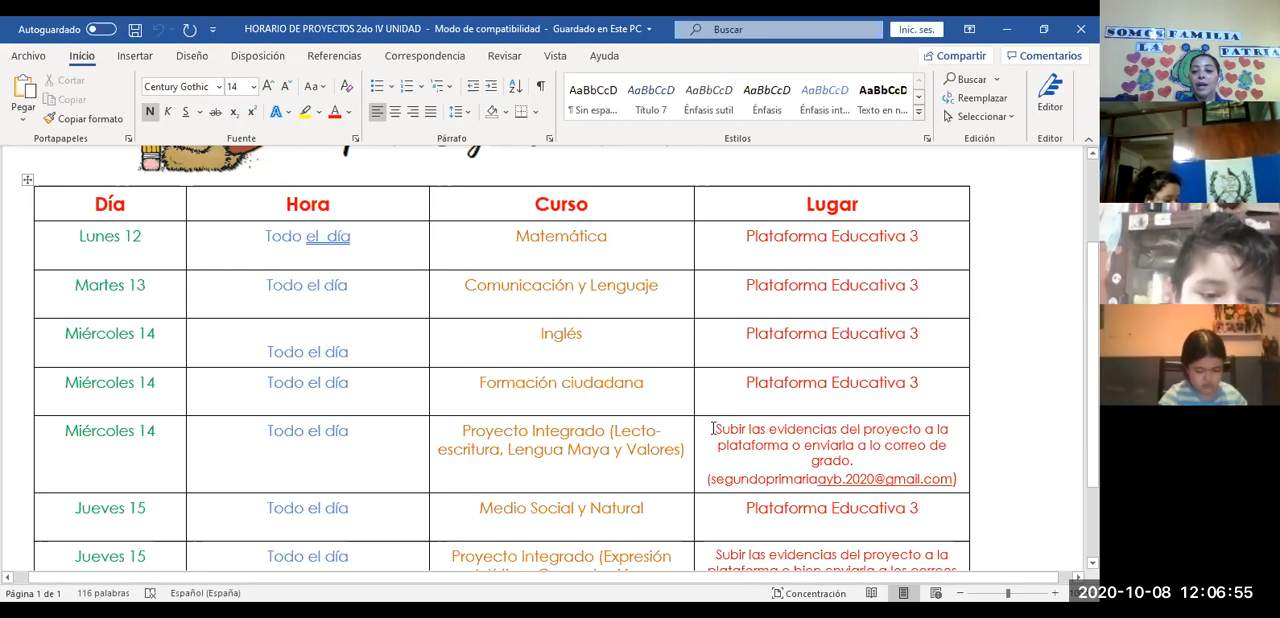 Autoguardado
HORARIO DE PROYECTOS 2do IV UNIDAD - Modo de compatibilidad - Guardado en Este PC
Buscar
Inic. ses.
Archivo Inicio Insertar Diseño Disposición Referencias Correspondencia Revisar Vista Ayuda
Compartir Comentarios
Pegar
Cortar
Copiar
Copiar formato
Portapapeles
Century Gothic 14
Fuente
Párrafo
AaBbCcD AaBbCcD AaBbCcD AaBbCcD AaBbCcD AaBbCcD
¶ Sin espa... Título 7 Énfasis sutil Énfasis Énfasis int... Texto en n...
Estilos
Buscar
Reemplazar
Seleccionar
Edición
Editor
Editor
SOMOS FAMILIA
LA PATRIA
Día Hora Curso Lugar
Lunes 12 Todo el día Matemática Plataforma Educativa 3
Martes 13 Todo el día Comunicación y Lenguaje Plataforma Educativa 3
Miércoles 14 Todo el día Inglés Plataforma Educativa 3
Miércoles 14 Todo el día Formación ciudadana Plataforma Educativa 3
Miércoles 14 Todo el día Proyecto Integrado (Lecto-
escritura, Lengua Maya y Valores)
Subir las evidencias del proyecto a la
plataforma o enviarla a lo correo de
grado.
(segundoprimariaayb.2020@gmail.com)
Jueves 15 Todo el día Medio Social y Natural Plataforma Educativa 3
Jueves 15 Todo el día Proyecto Integrado (Expresión
Subir las evidencias del proyecto a la
plataforma o bien enviarla a los correos
Página 1 de 1 116 palabras Español (España)
Concentración
2020-10-08 12:06:55